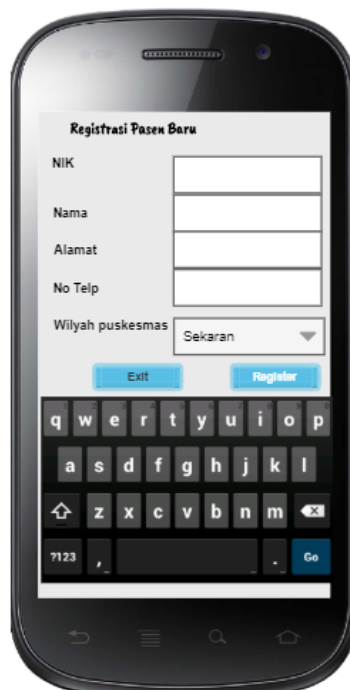 Registrasi Pasen Baru
NIK
Nama
Alamat
No Telp
Wilyah puskesmas
Sekaran
Exit Register
q w e r t y u i o p
a s d f g h j k l
z x c v b n m
?123 , . Go